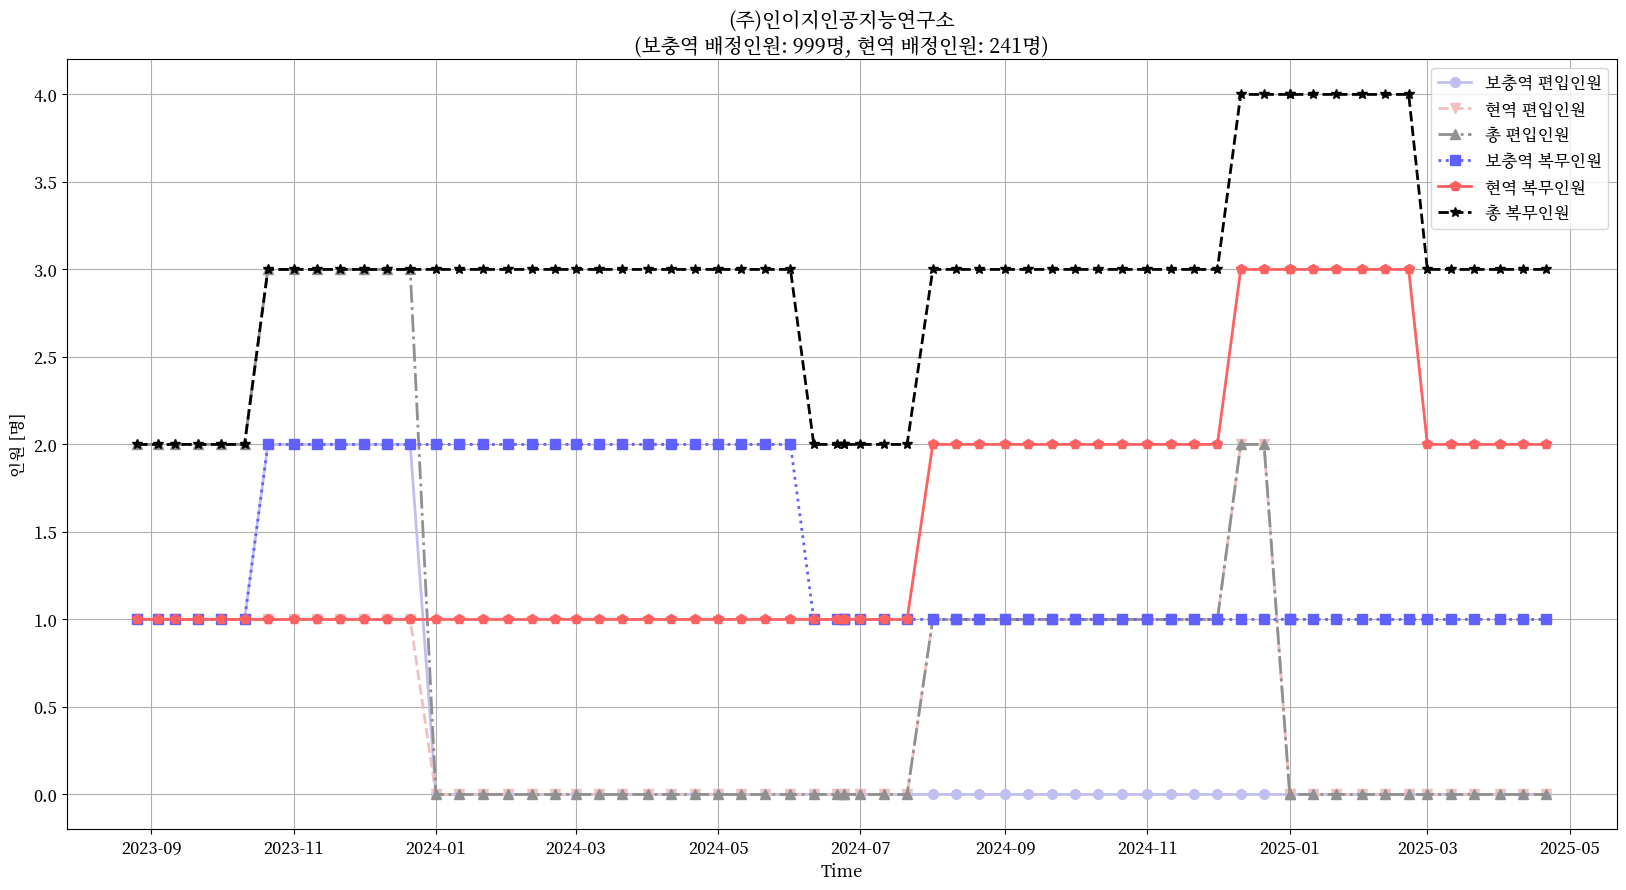 (주)인이지인공지능연구소
(보충역 배정인원: 999명, 현역 배정인원: 241명)
보충역 편입인원
현역 편입인원
총 편입인원
보충역 복무인원
현역 복무인원
총 복무인원
4.0
3.5
3.0
2.5
2.0
1.5
1.0
0.5
0.0
인원 [명]
2023-09
2023-11
2024-01
2024-03
2024-05
2024-07
2024-09
2024-11
2025-01
2025-03
2025-05
Time